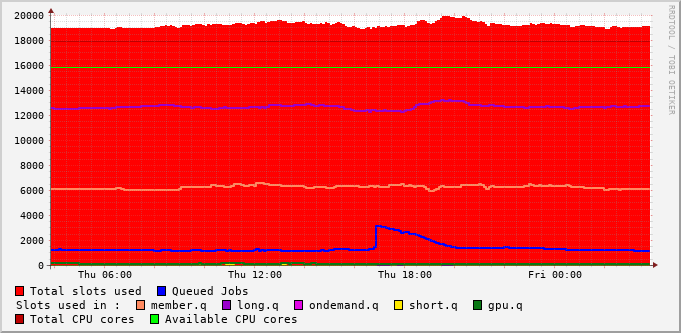 20000
18000
16000
14000
12000
10000
8000
6000
4000
2000
0
Thu 06:00 Thu 12:00 Thu 18:00 Fri 00:00
Total slots used Queued Jobs
Slots used in : member.q long.q ondemand.q short.q gpu.q
Total CPU cores Available CPU cores
RRDTOOL / TOBI OETIKER